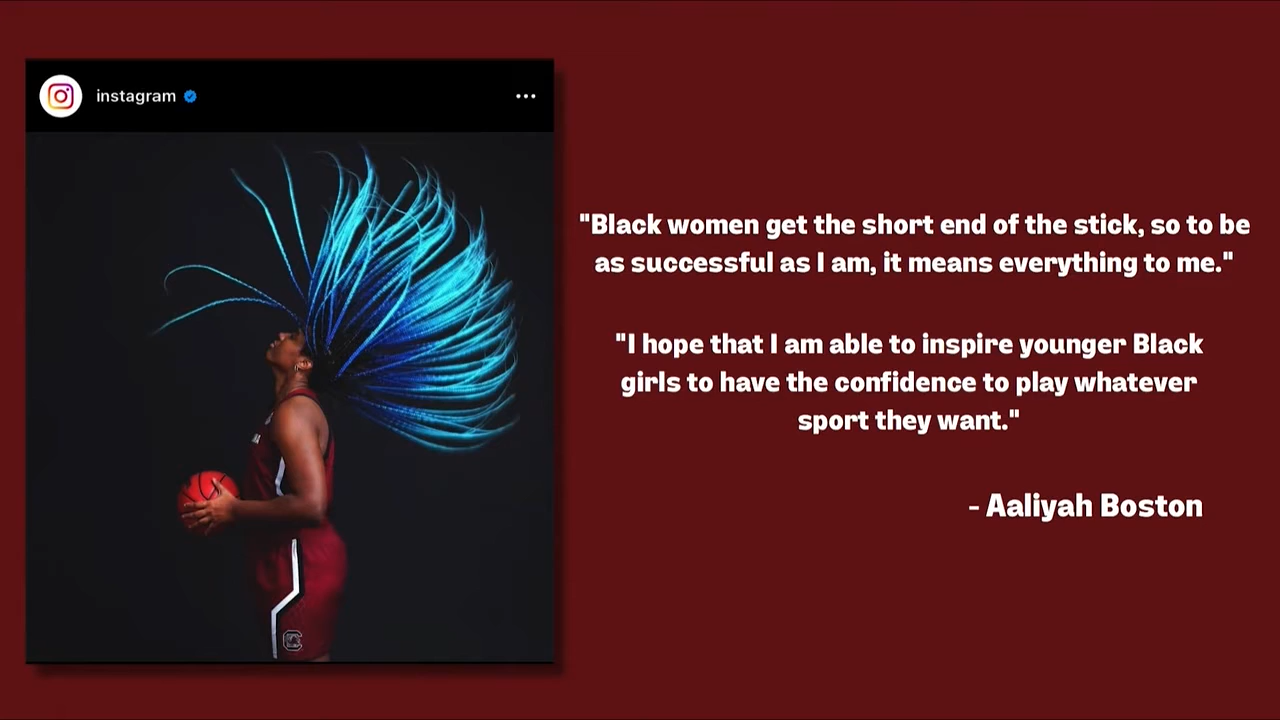 instagram
"Black women get the short end of the stick, so to be
as successful as I am, it means everything to me."
"I hope that I am able to inspire younger Black
girls to have the confidence to play whatever
sport they want."
- Aaliyah Boston